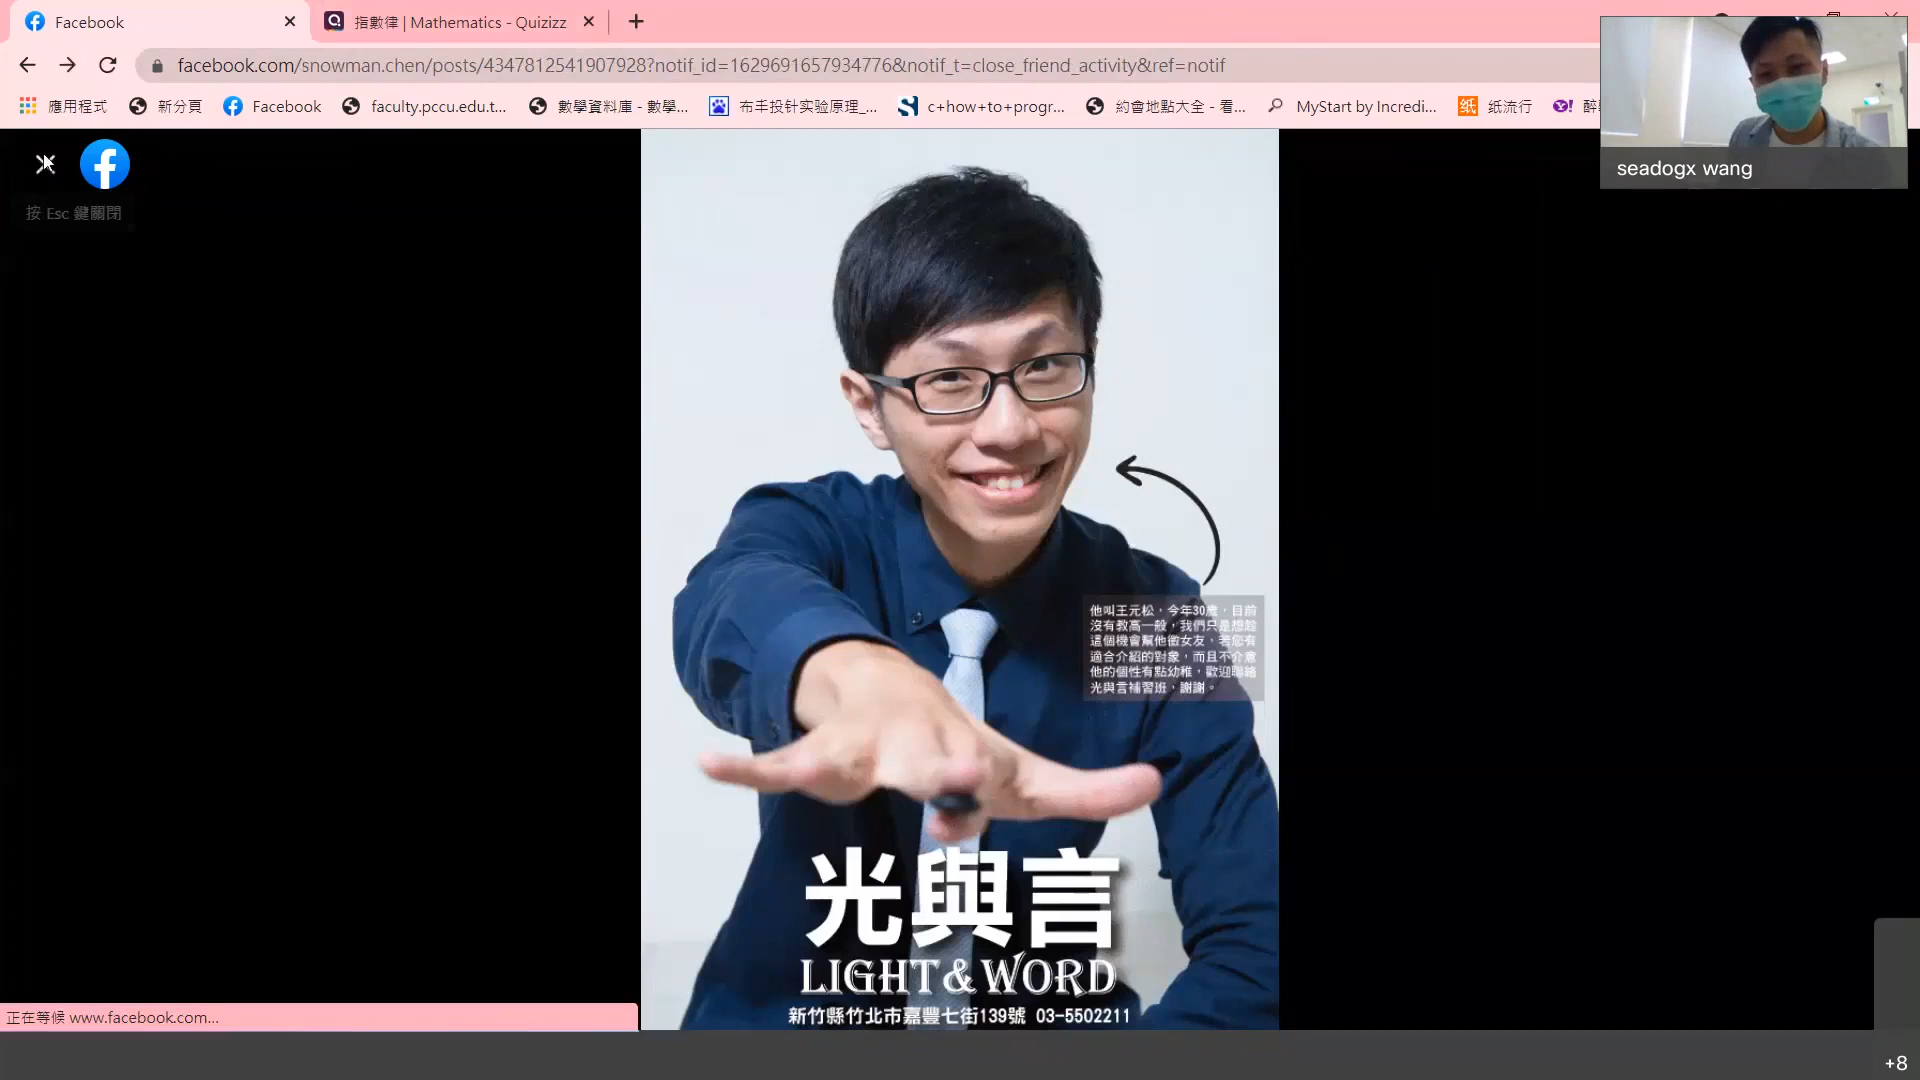 Facebook
指數律 | Mathematics - Quizizz
facebook.com/snowman.chen/posts/4347812541907928?notif_id=1629691657934776&notif_t=close_friend_activity&ref=notif
應用程式 新分頁 Facebook faculty.pccu.edu.t... 數學資料庫 - 數學... 布手投针实验原理_... c+how+to+progr... 約會地點大全 - 看... MyStart by Incredi... 纸 纸流行 醉
seadogx wang
按 Esc 鍵關閉
他叫王元松，今年30歲，目前
沒有教高一般，我們只是想趁
這個機會幫他徵女友，若您有
適合介紹的對象，而且不介意
他的個性有點幼稚，歡迎聯絡
光與言補習班，謝謝。
光與言
LIGHT & WORD
新竹縣竹北市嘉豐七街139號 03-5502211
正在等候 www.facebook.com...
+8